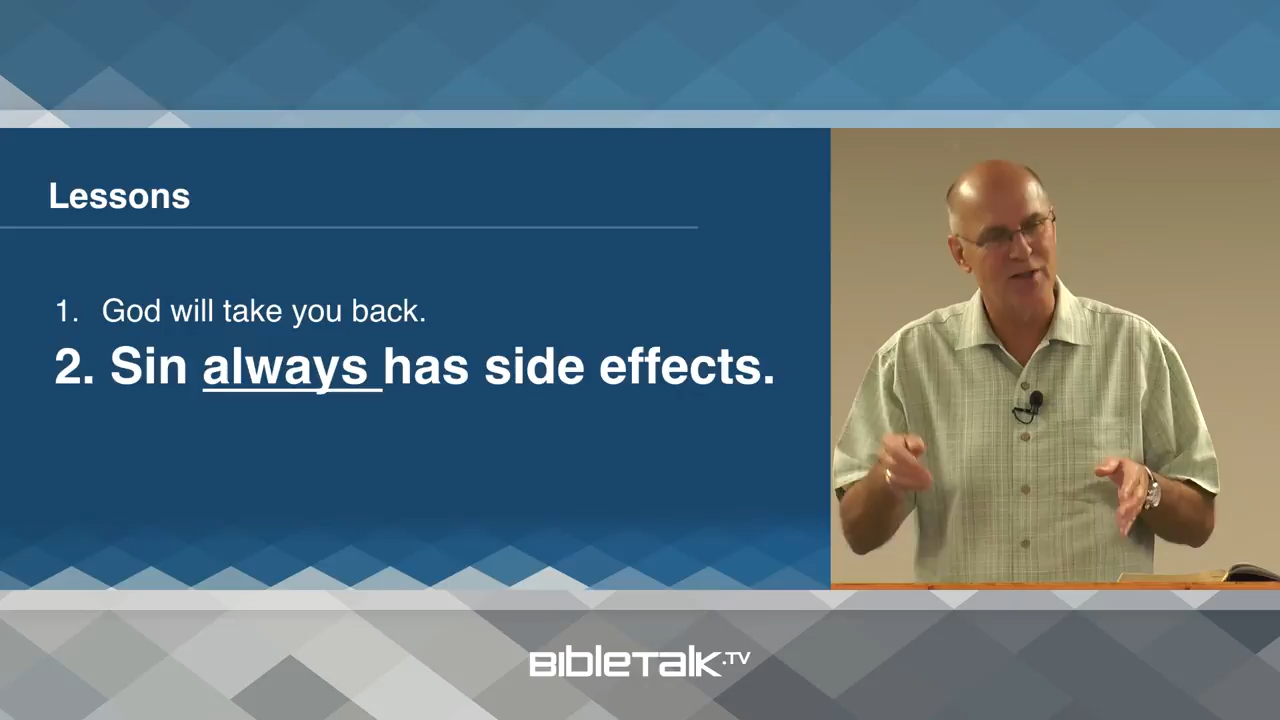 Lessons
1. God will take you back.
2. Sin always has side effects.
BIBLETALK.TV